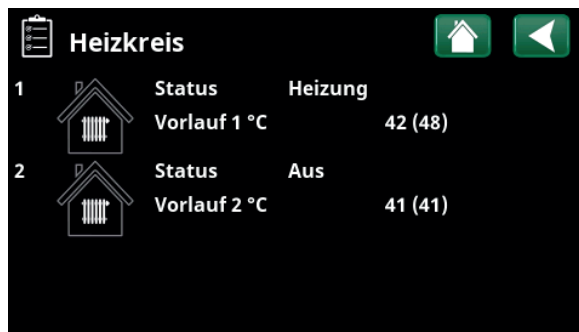 Heizkreis
1 Status Heizung
Vorlauf 1 °C 42 (48)
2 Status Aus
Vorlauf 2 °C 41 (41)